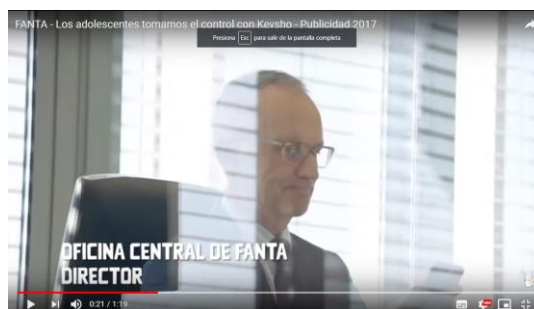 FANTA - Los adolescentes tomamos el control con Kevsho - Publicidad 2017
Presiona Esc para salir de la pantalla completa
OFICINA CENTRAL DE FANTA
DIRECTOR
0:21 / 1:19